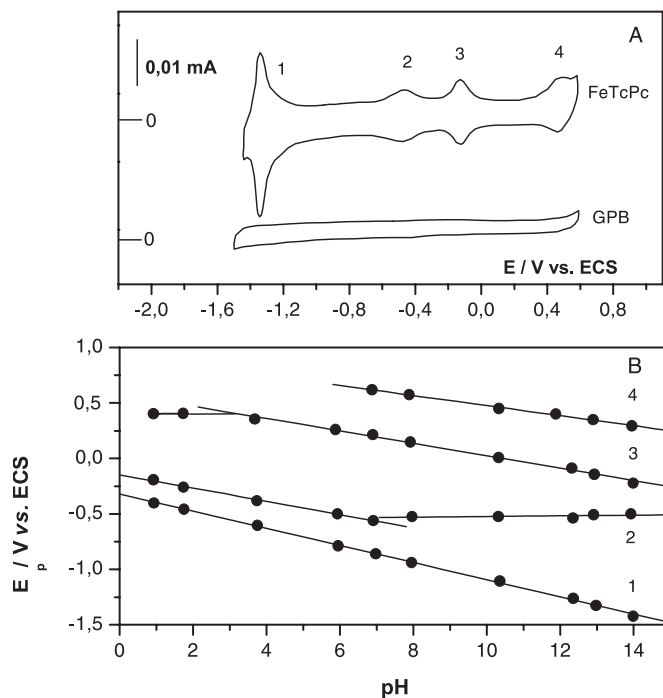 A
0,01 mA
1
2
3
4
FeTcPc
0
GPB
0
E / V vs. ECS
-2,0 -1,6 -1,2 -0,8 -0,4 0,0 0,4 0,8
1,0
B
4
0,5
3
0,0
-0,5
2
-1,0
1
-1,5
0 2 4 6 8 10 12 14
pH
Ep / V vs. ECS